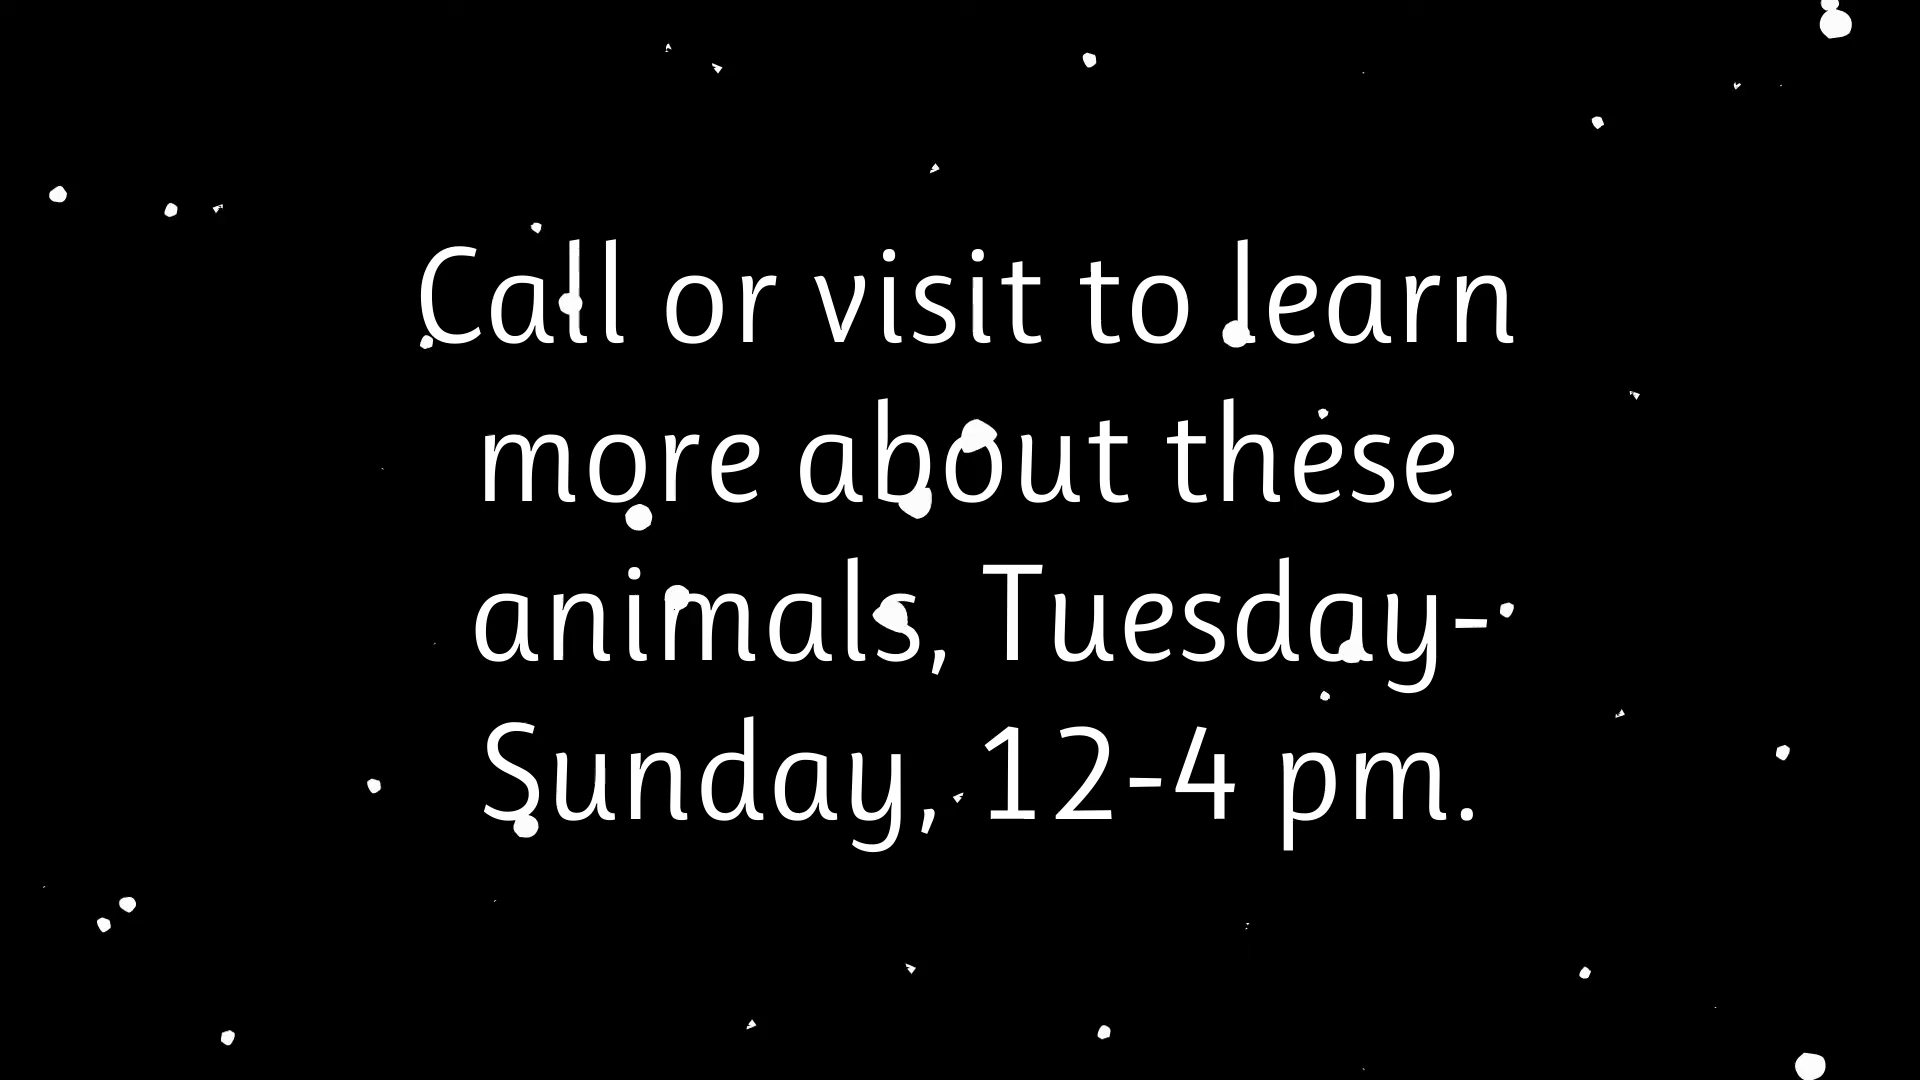 Call or visit to learn
more about these
animals, Tuesday-
Sunday, 12-4 pm.